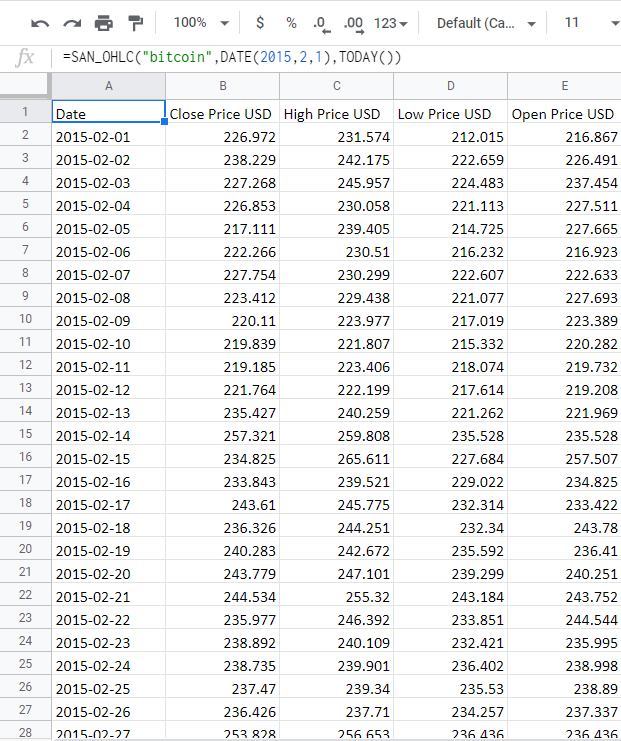 100% $ % .0 .00 123 Default (Ca... 11
fx =SAN_OHLC("bitcoin",DATE(2015,2,1),TODAY())
A B C D E
1 Date Close Price USD High Price USD Low Price USD Open Price USD
2 2015-02-01 226.972 231.574 212.015 216.867
3 2015-02-02 238.229 242.175 222.659 226.491
4 2015-02-03 227.268 245.957 224.483 237.454
5 2015-02-04 226.853 230.058 221.113 227.511
6 2015-02-05 217.111 239.405 214.725 227.665
7 2015-02-06 222.266 230.51 216.232 216.923
8 2015-02-07 227.754 230.299 222.607 222.633
9 2015-02-08 223.412 229.438 221.077 227.693
10 2015-02-09 220.11 223.977 217.019 223.389
11 2015-02-10 219.839 221.807 215.332 220.282
12 2015-02-11 219.185 223.406 218.074 219.732
13 2015-02-12 221.764 222.199 217.614 219.208
14 2015-02-13 235.427 240.259 221.262 221.969
15 2015-02-14 257.321 259.808 235.528 235.528
16 2015-02-15 234.825 265.611 227.684 257.507
17 2015-02-16 233.843 239.521 229.022 234.825
18 2015-02-17 243.61 245.775 232.314 233.422
19 2015-02-18 236.326 244.251 232.34 243.78
20 2015-02-19 240.283 242.672 235.592 236.41
21 2015-02-20 243.779 247.101 239.299 240.251
22 2015-02-21 244.534 255.32 243.184 243.752
23 2015-02-22 235.977 246.392 233.851 244.544
24 2015-02-23 238.892 240.109 232.421 235.995
25 2015-02-24 238.735 239.901 236.402 238.998
26 2015-02-25 237.47 239.34 235.53 238.89
27 2015-02-26 236.426 237.71 234.257 237.337
28 2015-02-27 253.828 256.653 236.436 236.436